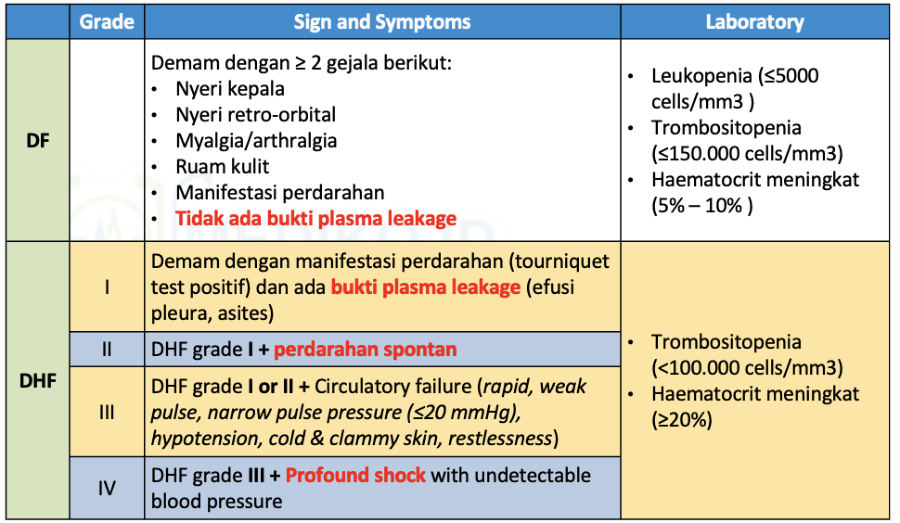 Grade Sign and Symptoms Laboratory
DF
Demam dengan ≥ 2 gejala berikut:
• Nyeri kepala
• Nyeri retro-orbital
• Myalgia/arthralgia
• Ruam kulit
• Manifestasi perdarahan
• Tidak ada bukti plasma leakage
• Leukopenia (≤5000
cells/mm3 )
• Trombositopenia
(≤150.000 cells/mm3)
• Haematocrit meningkat
(5% – 10% )
DHF
I
Demam dengan manifestasi perdarahan (tourniquet
test positif) dan ada bukti plasma leakage (efusi
pleura, asites)
II
DHF grade I + perdarahan spontan
III
DHF grade I or II + Circulatory failure (rapid, weak
pulse, narrow pulse pressure (≤20 mmHg),
hypotension, cold & clammy skin, restlessness)
IV
DHF grade III + Profound shock with undetectable
blood pressure
• Trombositopenia
(<100.000 cells/mm3)
• Haematocrit meningkat
(≥20%)